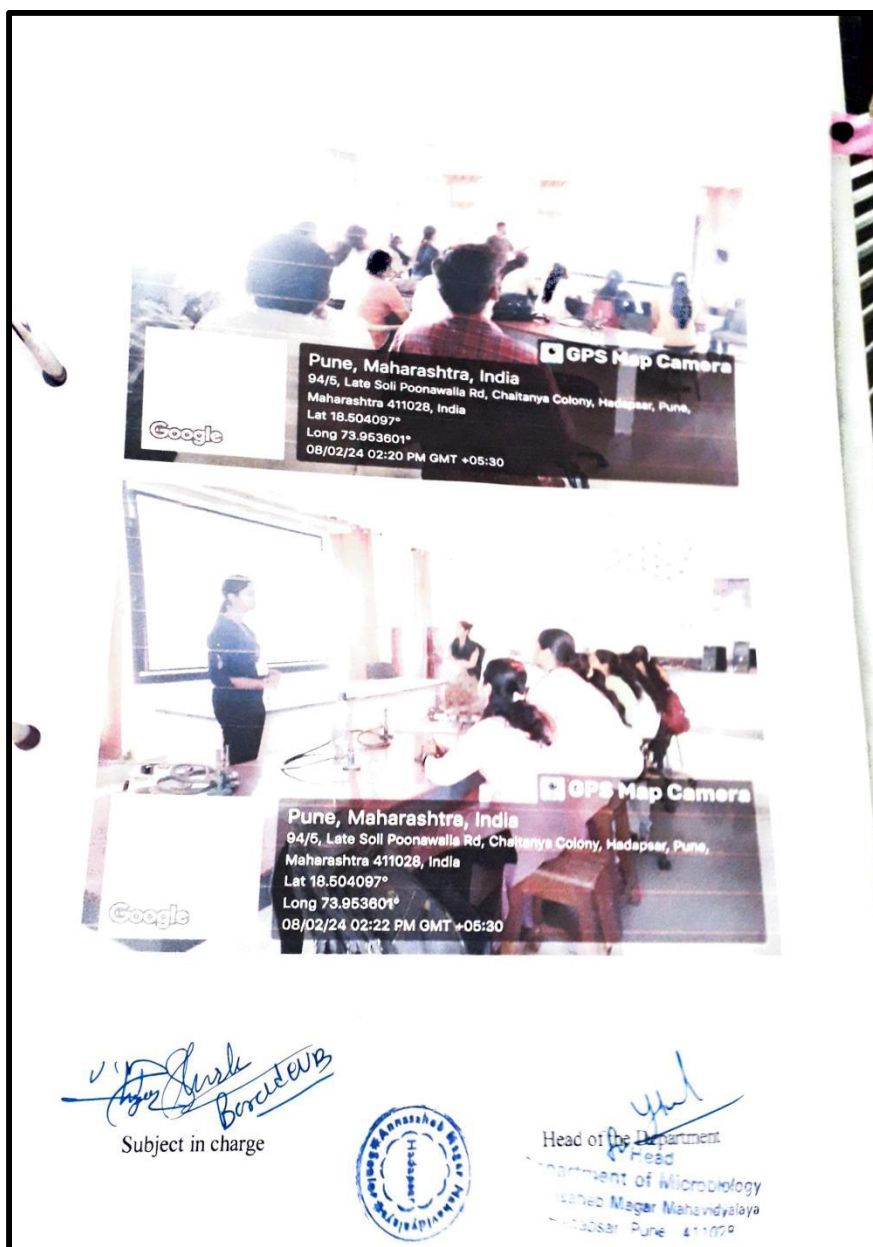 GPS Map Camera
Pune, Maharashtra, India
94/5, Late Soli Poonawalla Rd, Chaitanya Colony, Hadapsar, Pune,
Maharashtra 411028, India
Lat 18.504097°
Long 73.953601°
08/02/24 02:20 PM GMT +05:30
Google
GPS Map Camera
Pune, Maharashtra, India
94/5, Late Soli Poonawalla Rd, Chaitanya Colony, Hadapsar, Pune,
Maharashtra 411028, India
Lat 18.504097°
Long 73.953601°
08/02/24 02:22 PM GMT +05:30
Google
Subject in charge
Annasaheb Magar Mahavidyalaya
Hadapsar
Head of the Department
Head
of Microbiology
Magar Mahavidyalaya
Pune